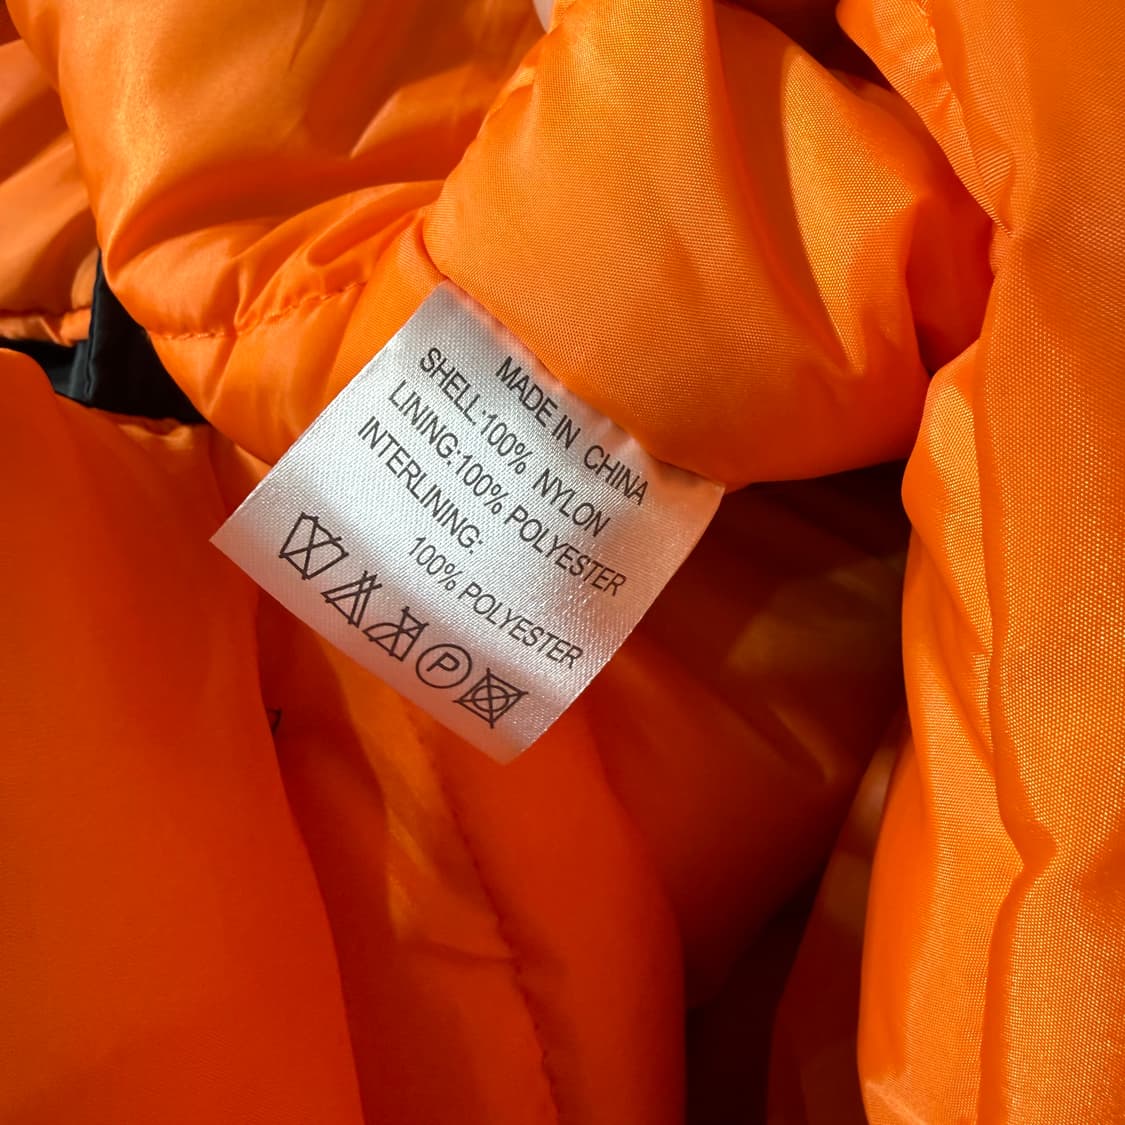 MADE IN CHINA
SHELL:100% NYLON
LINING:100% POLYESTER
INTERLINING:
100% POLYESTER
P